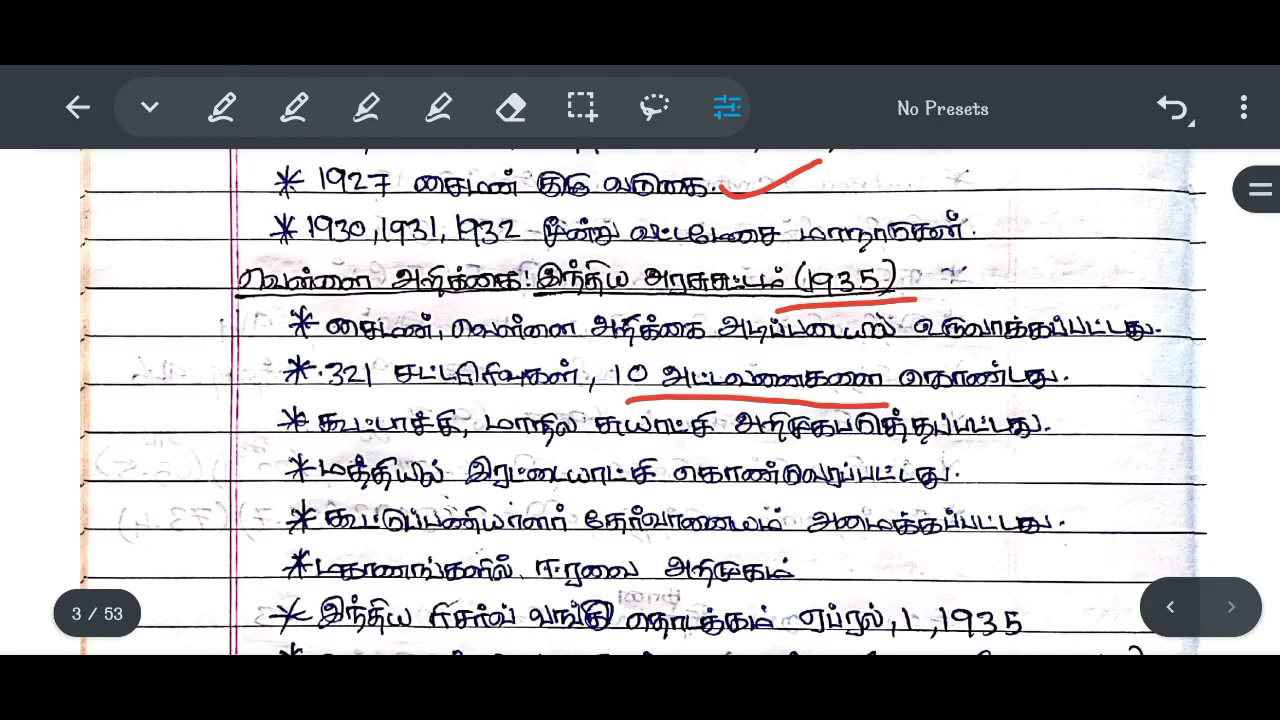 No Presets
* 1927 சைமன் குழு வருகை.
* 1930, 1931, 1932 மூன்று வட்டமேசை மாநாடுகள்.
வெள்ளை அறிக்கை: இந்திய அரசுசட்டம் (1935)
* சைமன், வெள்ளை அறிக்கை அடிப்படையில் உருவாக்கப்பட்டது.
* 321 சட்டபிரிவுகள், 10 அட்டவணைகளை கொண்டது.
* கூட்டாச்சி, மாநில சுயாட்சி அறிமுகப்படுத்தப்பட்டது.
* மத்தியில் இரட்டையாட்சி கொண்டுவரப்பட்டது.
* கூட்டுப்பணியாளர் தேர்வாணையம் அமைக்கப்பட்டது.
* மகாணங்களில் ஈரவை அறிமுகம்
3 / 53
* இந்திய ரிசர்வ் வங்கி தொடக்கம் ஏப்ரல், 1, 1935